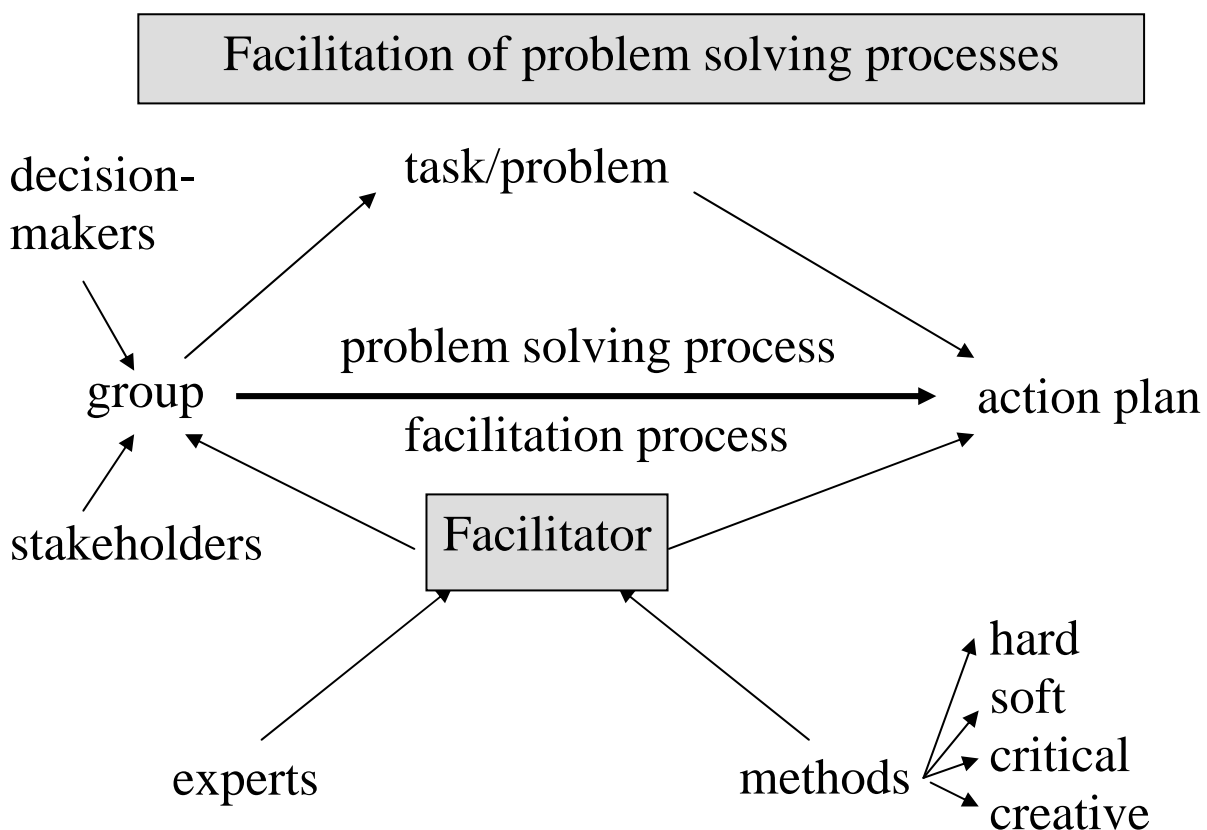 Facilitation of problem solving processes
decision-
makers
task/problem
problem solving process
group
action plan
facilitation process
Facilitator
stakeholders
experts
methods
hard
soft
critical
creative